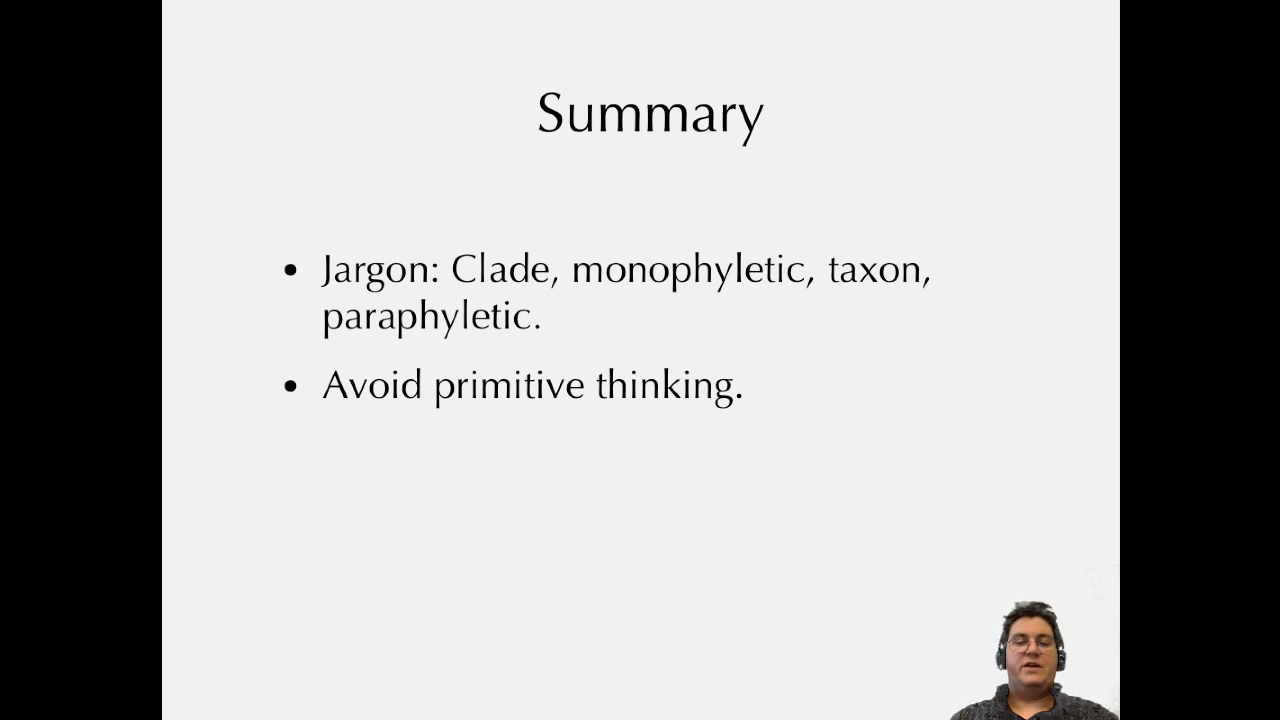 Summary
• Jargon: Clade, monophyletic, taxon,
paraphyletic.
• Avoid primitive thinking.